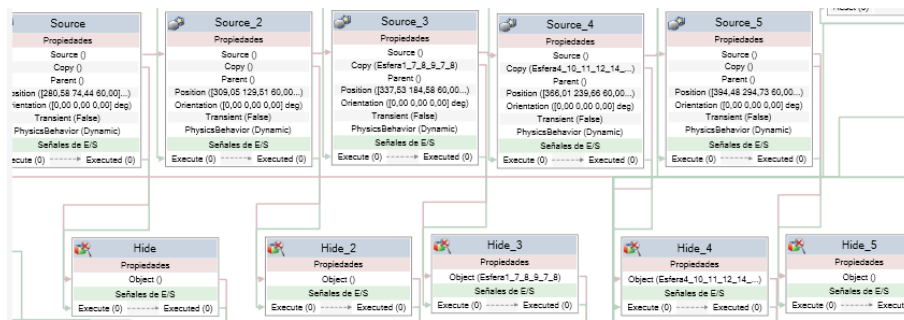 Source
Propiedades
Source ()
Copy ()
Parent ()
Position ([280,58 74,44 60,00]...)
Orientation ([0,00 0,00 0,00] deg)
Transient (False)
PhysicsBehavior (Dynamic)
Señales de E/S
Execute (0) Executed (0)
Source_2
Propiedades
Source ()
Copy ()
Parent ()
Position ([309,05 129,51 60,00...)
Orientation ([0,00 0,00 0,00] deg)
Transient (False)
PhysicsBehavior (Dynamic)
Señales de E/S
Execute (0) Executed (0)
Source_3
Propiedades
Source ()
Copy (Esfera1_7_8_9_7_8)
Parent ()
Position ([337,53 184,58 60,00...)
Orientation ([0,00 0,00 0,00] deg)
Transient (False)
PhysicsBehavior (Dynamic)
Señales de E/S
Execute (0) Executed (0)
Source_4
Propiedades
Source ()
Copy (Esfera4_10_11_12_14_...)
Parent ()
Position ([366,01 239,66 60,00...)
Orientation ([0,00 0,00 0,00] deg)
Transient (False)
PhysicsBehavior (Dynamic)
Señales de E/S
Execute (0) Executed (0)
Source_5
Propiedades
Source ()
Copy ()
Parent ()
Position ([394,48 294,73 60,00...)
Orientation ([0,00 0,00 0,00] deg)
Transient (False)
PhysicsBehavior (Dynamic)
Señales de E/S
Execute (0) Executed (0)
Hide
Propiedades
Object ()
Señales de E/S
Execute (0) Executed (0)
Hide_2
Propiedades
Object ()
Señales de E/S
Execute (0) Executed (0)
Hide_3
Propiedades
Object (Esfera1_7_8_9_7_8)
Señales de E/S
Execute (0) Executed (0)
Hide_4
Propiedades
Object (Esfera4_10_11_12_14_...)
Señales de E/S
Execute (0) Executed (0)
Hide_5
Propiedades
Object ()
Señales de E/S
Execute (0) Executed (0)